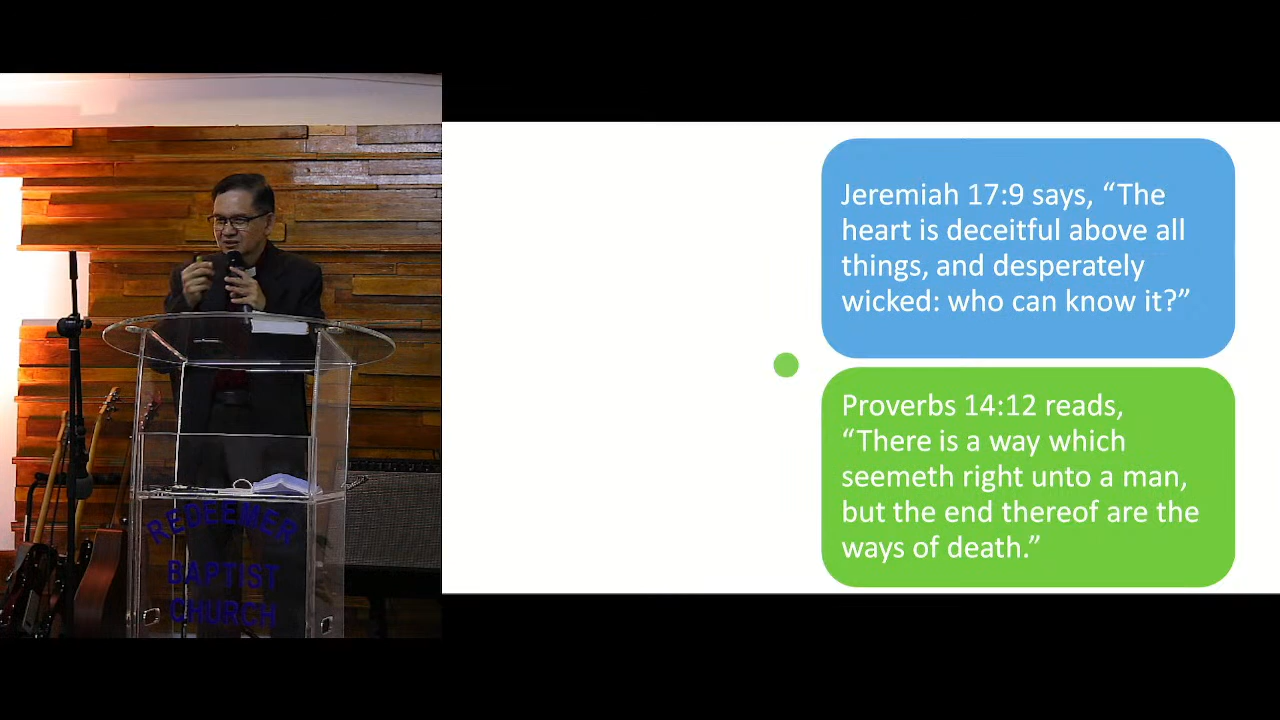 Jeremiah 17:9 says, “The
heart is deceitful above all
things, and desperately
wicked: who can know it?”
Proverbs 14:12 reads,
“There is a way which
seemeth right unto a man,
but the end thereof are the
ways of death.”
REDEEMER
BAPTIST
CHURCH